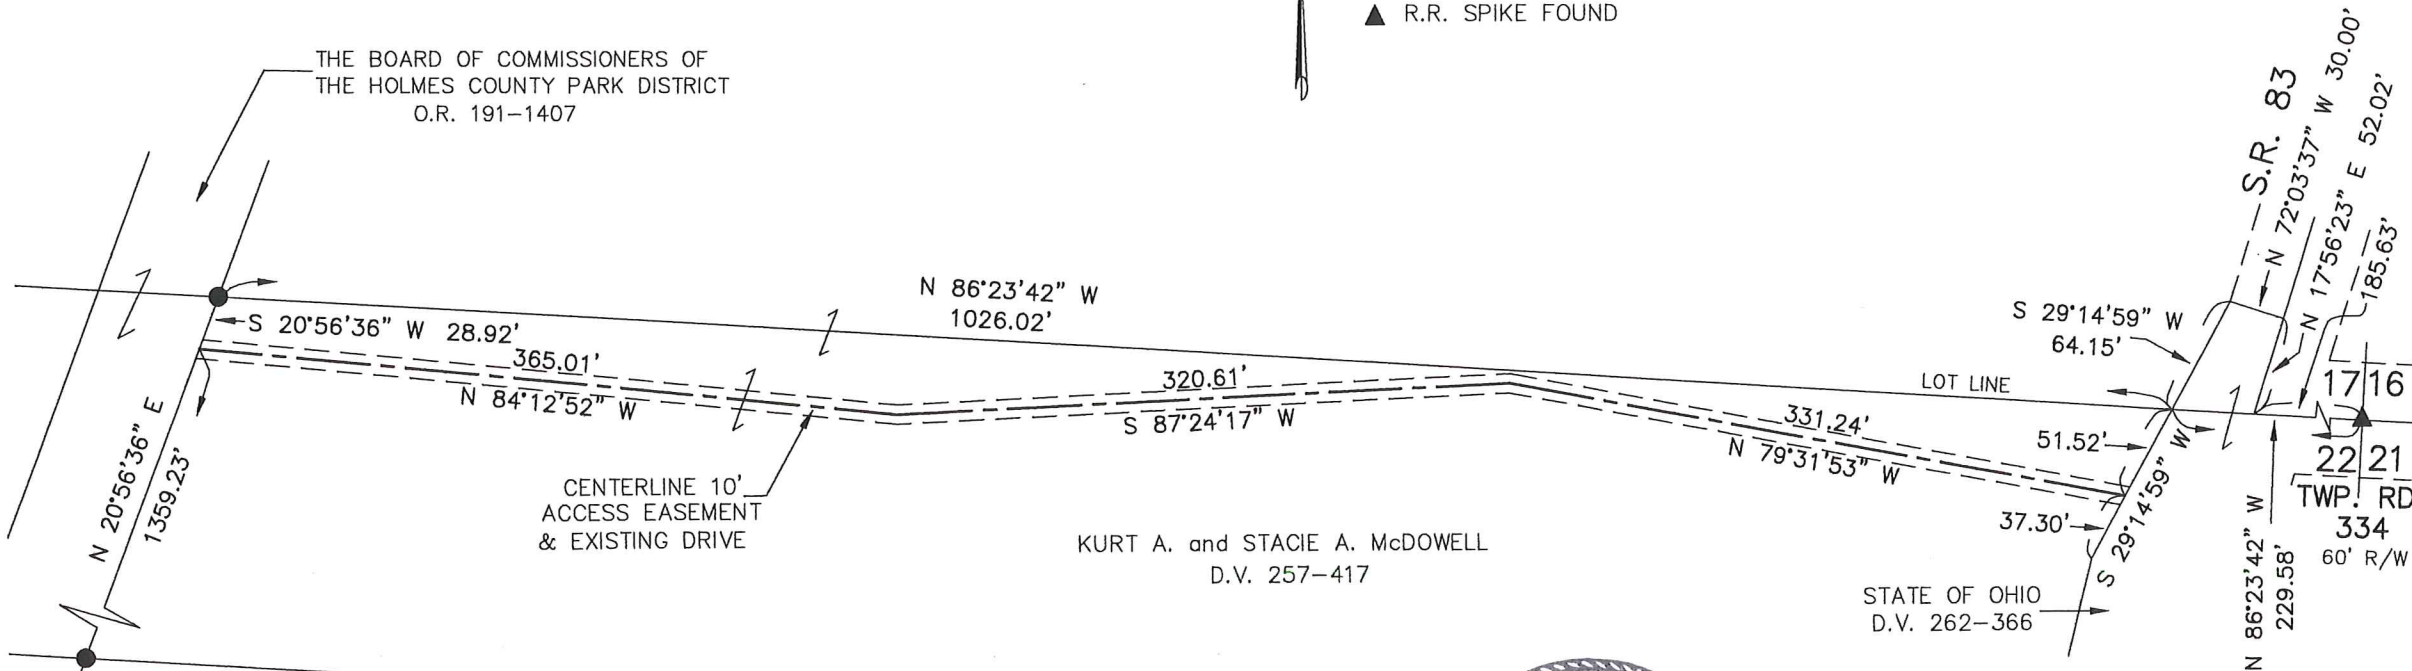 ▲ R.R. SPIKE FOUND
THE BOARD OF COMMISSIONERS OF
THE HOLMES COUNTY PARK DISTRICT
O.R. 191-1407
S.R. 83
N 72°03'37" W 30.00'
N 17°56'23" E 52.02'
185.63'
N 86°23'42" W
1026.02'
S 29°14'59" W
64.15'
S 20°56'36" W 28.92'
365.01'
N 84°12'52" W
320.61'
S 87°24'17" W
LOT LINE
17 16
22 21
331.24'
N 79°31'53" W
51.52'
37.30'
S 29°14'59" W
TWP. RD
334
60' R/W
N 86°23'42" W
229.58'
N 20°56'36" E
1359.23'
CENTERLINE 10'
ACCESS EASEMENT
& EXISTING DRIVE
KURT A. and STACIE A. McDOWELL
D.V. 257-417
STATE OF OHIO
D.V. 262-366